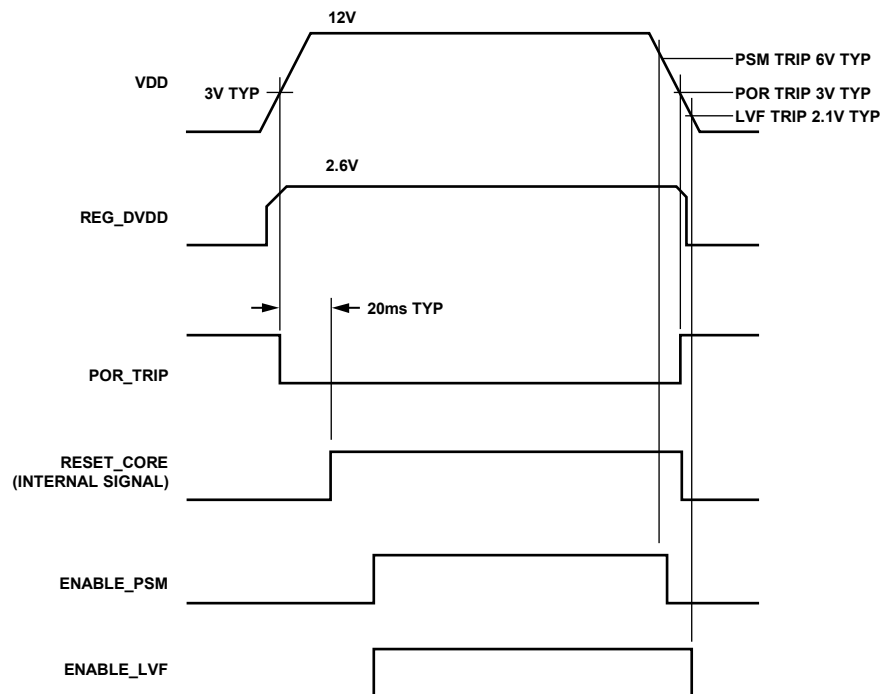 12V
VDD
3V TYP
PSM TRIP 6V TYP
POR TRIP 3V TYP
LVF TRIP 2.1V TYP
2.6V
REG_DVDD
20ms TYP
POR_TRIP
RESET_CORE
(INTERNAL SIGNAL)
ENABLE_PSM
ENABLE_LVF